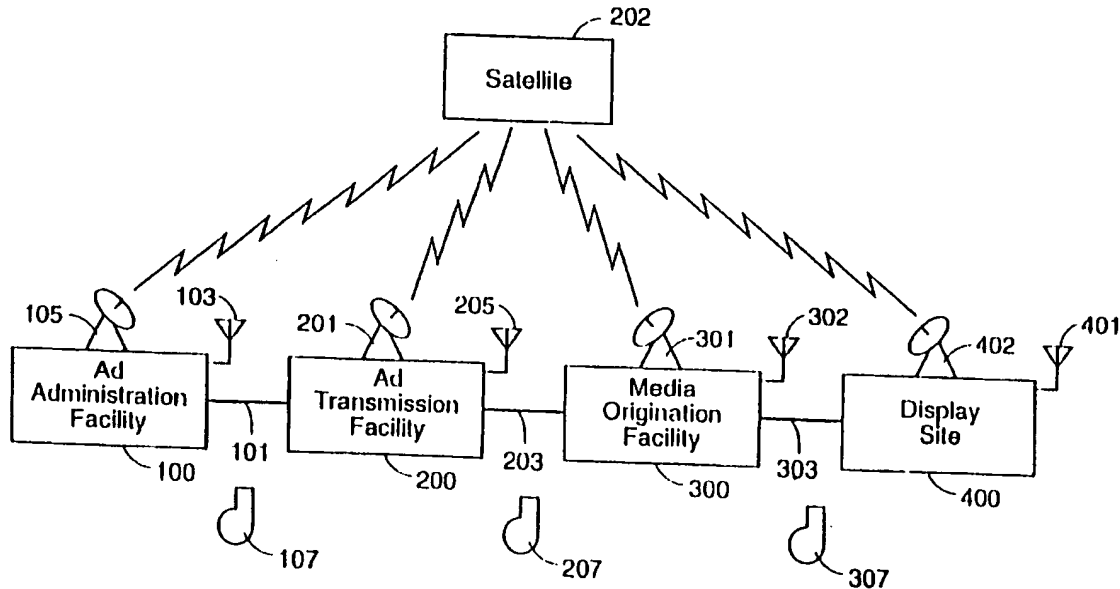 202
Satellite
103
105
Ad
Administration
Facility
100
101
107
205
201
Ad
Transmission
Facility
200
203
207
302
301
Media
Origination
Facility
300
303
307
401
402
Display
Site
400